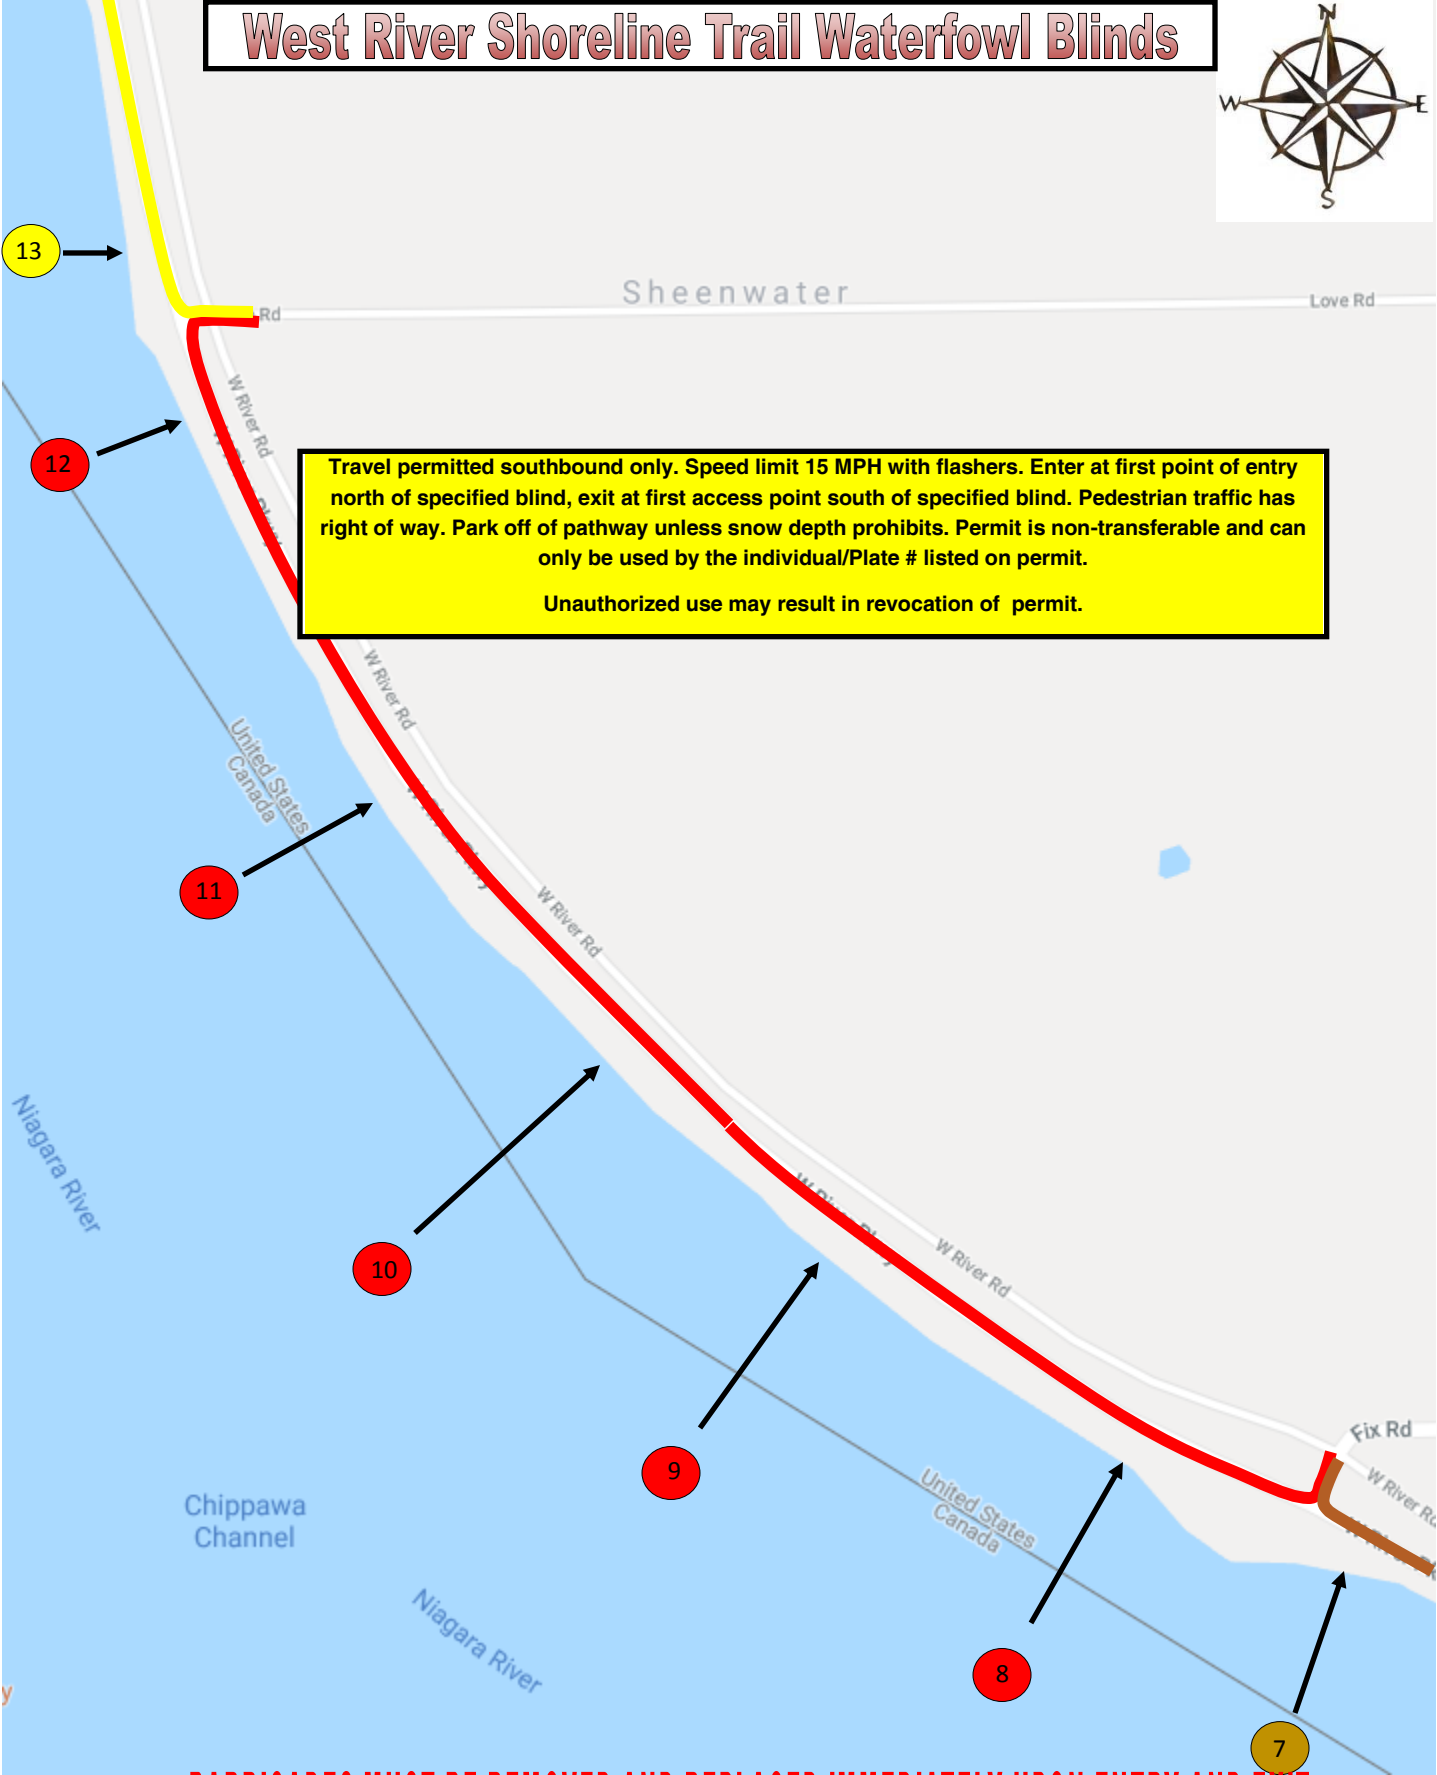 West River Shoreline Trail Waterfowl Blinds
N
W
E
S
13
Sheenwater
Rd
Love Rd
W River Rd
12
Travel permitted southbound only. Speed limit 15 MPH with flashers. Enter at first point of entry
north of specified blind, exit at first access point south of specified blind. Pedestrian traffic has
right of way. Park off of pathway unless snow depth prohibits. Permit is non-transferable and can
only be used by the individual/Plate # listed on permit.
Unauthorized use may result in revocation of permit.
W River Rd
United States
Canada
11
W River Pkwy
W River Rd
Niagara River
10
W River Pkwy
W River Rd
9
Fix Rd
W River Rd
United States
Canada
Chippawa
Channel
Niagara River
8
y
7